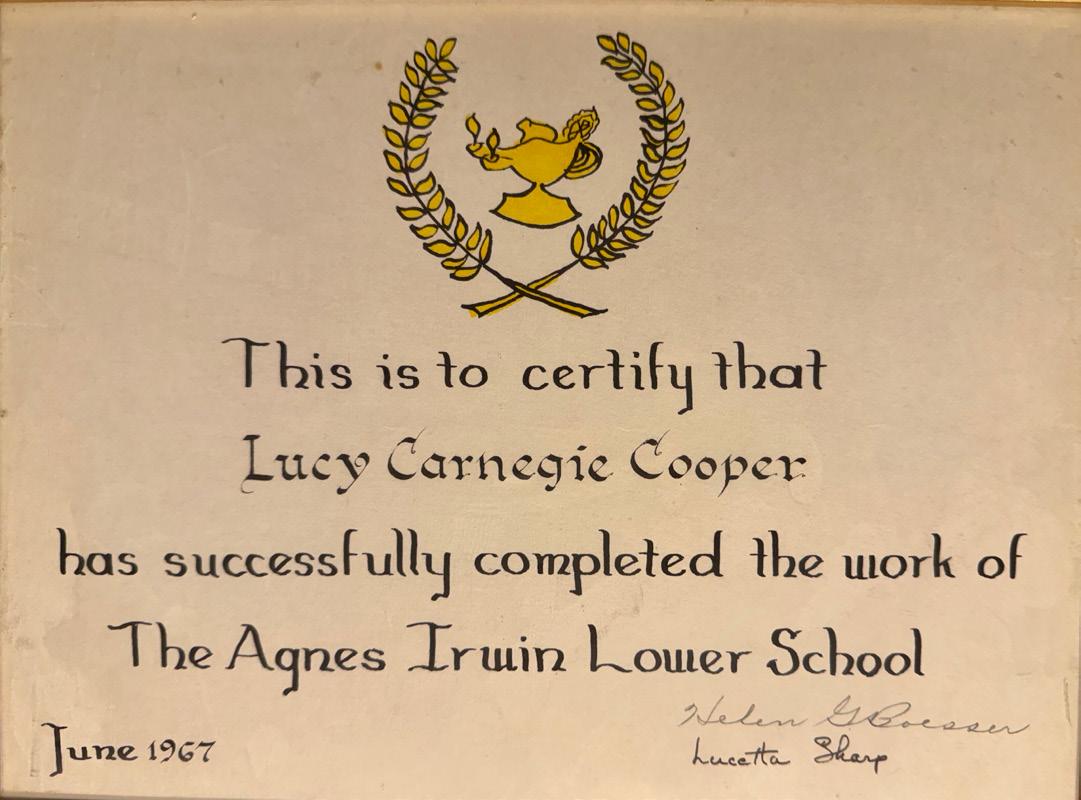 This is to certify that
Lucy Carnegie Cooper
has successfully completed the work of
The Agnes Irwin Lower School
Helen G Boesser
June 1967
Lucetta Sharp